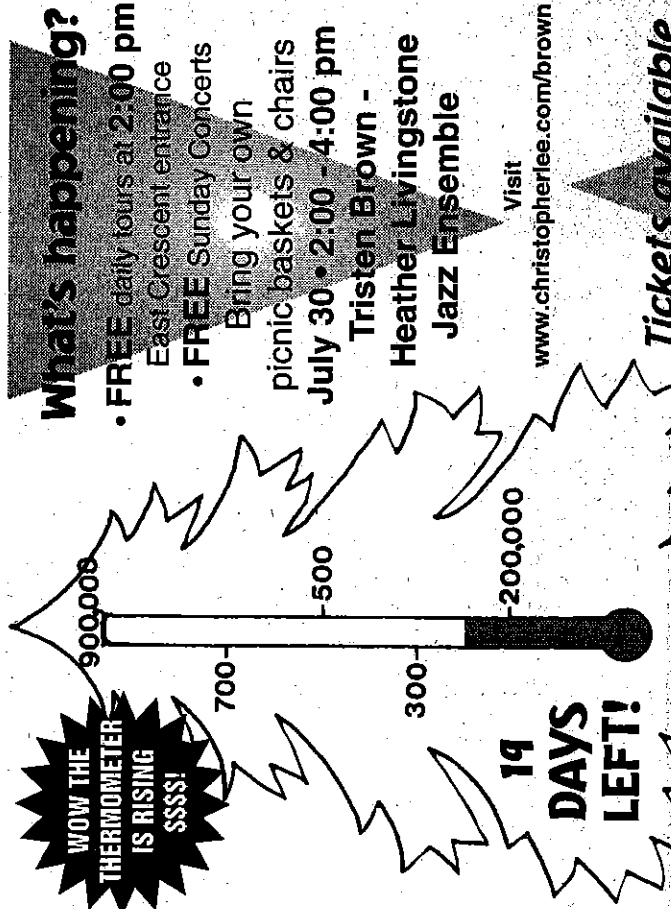 WOW THE
THERMOMETER
IS RISING
$$$$!
900,000
700
500
300
200,000
19
DAYS
LEFT!
What's happening?
• FREE daily tours at 2:00 pm
East Crescent entrance
• FREE Sunday Concerts
Bring your own
picnic baskets & chairs
July 30 • 2:00 - 4:00 pm
Tristen Brown -
Heather Livingstone
Jazz Ensemble
Visit
www.christopherlee.com/brown
Tickets available